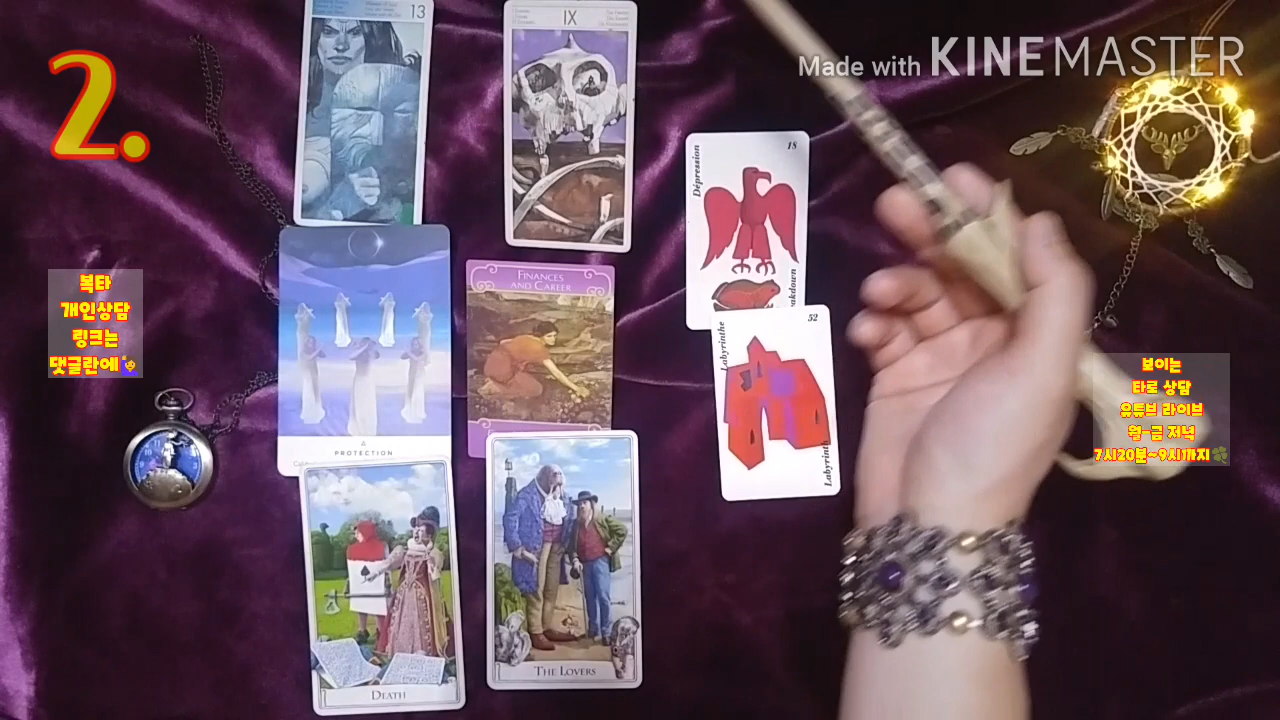 2.
Made with KINEMASTER
13
IX
Dépression
18
FINANCES
AND CAREER
52
Labyrinthe
복타
개인상담
링크는
댓글란에🙋‍♀️
보이는
타로 상담
유튜브 라이브
월-금 저녁
7시20분~9시까지🍀
PROTECTION
DEATH
THE LOVERS